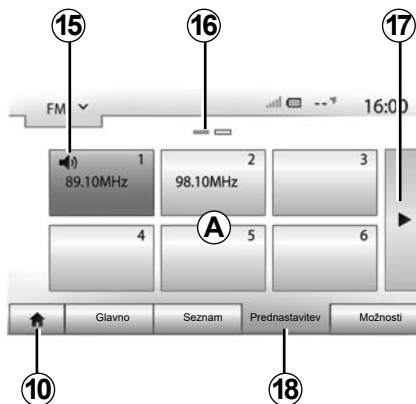 15 16 17
FM --°F 16:00
1 2 3
89.10MHz 98.10MHz
A
4 5 6
Glavno Seznam Prednastavitev Možnosti
10 18